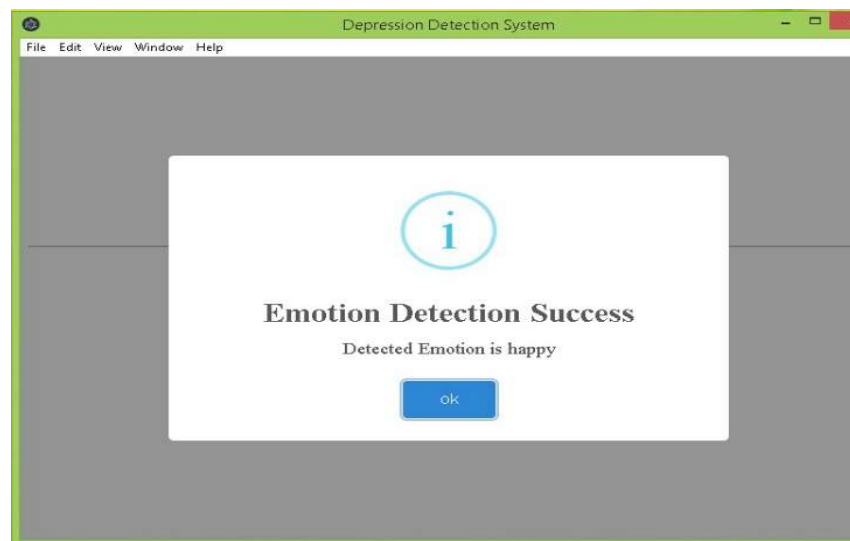 Depression Detection System
File Edit View Window Help
i
Emotion Detection Success
Detected Emotion is happy
ok